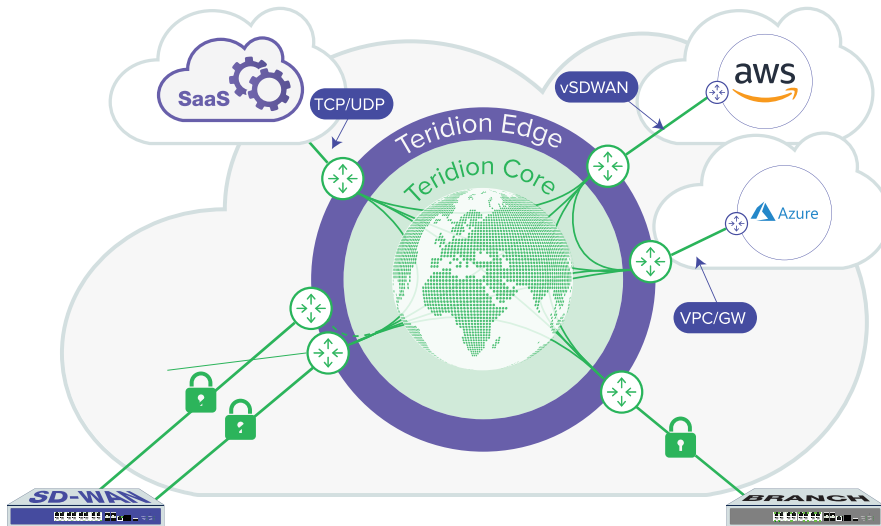 SaaS
TCP/UDP
vSDWAN
aws
Teridion Edge
Teridion Core
Azure
VPC/GW
SD-WAN
BRANCH